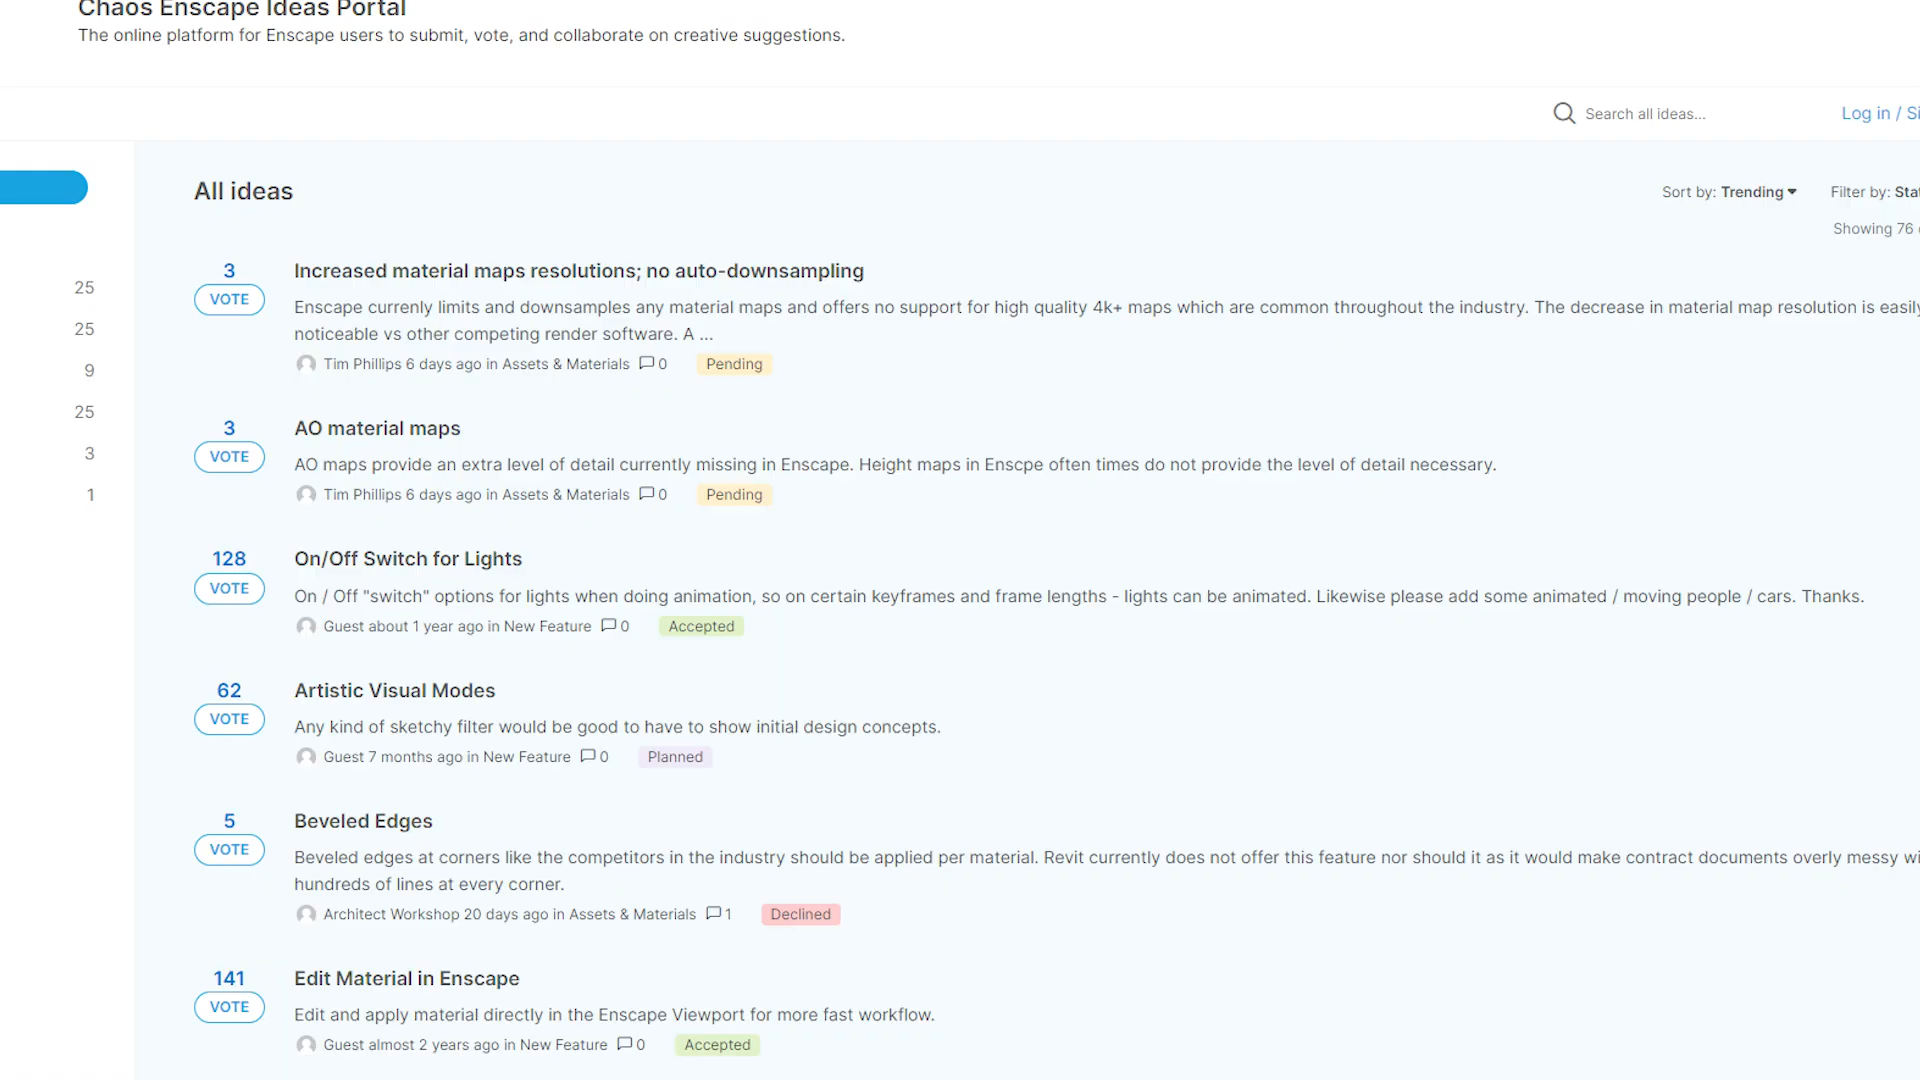 Chaos Enscape Ideas Portal
The online platform for Enscape users to submit, vote, and collaborate on creative suggestions.
Search all ideas...
Log in /
All ideas
Sort by: Trending
Filter by:
Showing 76
25
25
9
25
3
1
3
VOTE
Increased material maps resolutions; no auto-downsampling
Enscape currenly limits and downsamples any material maps and offers no support for high quality 4k+ maps which are common throughout the industry. The decrease in material map resolution is easily
noticeable vs other competing render software. A ...
Tim Phillips 6 days ago in Assets & Materials 0 Pending
3
VOTE
AO material maps
AO maps provide an extra level of detail currently missing in Enscape. Height maps in Enscpe often times do not provide the level of detail necessary.
Tim Phillips 6 days ago in Assets & Materials 0 Pending
128
VOTE
On/Off Switch for Lights
On / Off "switch" options for lights when doing animation, so on certain keyframes and frame lengths - lights can be animated. Likewise please add some animated / moving people / cars. Thanks.
Guest about 1 year ago in New Feature 0 Accepted
62
VOTE
Artistic Visual Modes
Any kind of sketchy filter would be good to have to show initial design concepts.
Guest 7 months ago in New Feature 0 Planned
5
VOTE
Beveled Edges
Beveled edges at corners like the competitors in the industry should be applied per material. Revit currently does not offer this feature nor should it as it would make contract documents overly messy
hundreds of lines at every corner.
Architect Workshop 20 days ago in Assets & Materials 1 Declined
141
VOTE
Edit Material in Enscape
Edit and apply material directly in the Enscape Viewport for more fast workflow.
Guest almost 2 years ago in New Feature 0 Accepted